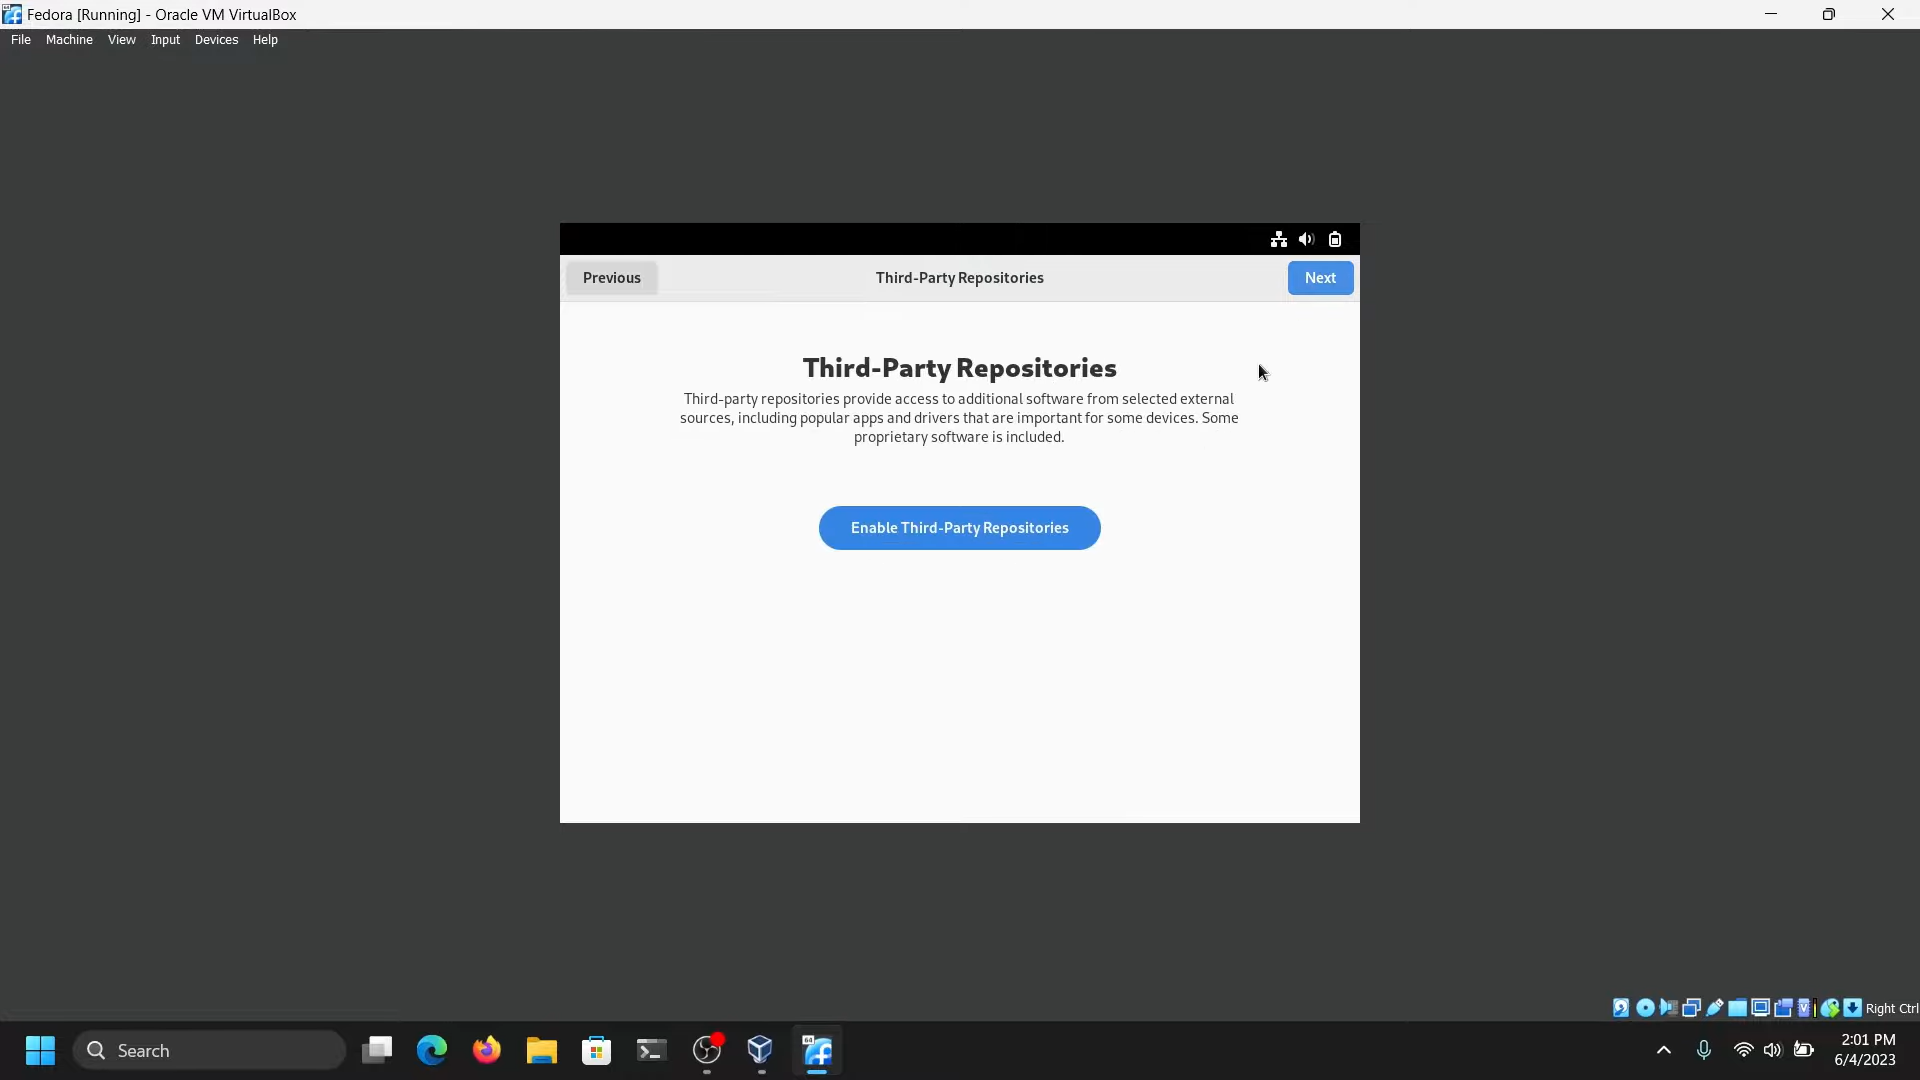 Fedora [Running] - Oracle VM VirtualBox
File Machine View Input Devices Help
Previous
Third-Party Repositories
Next
Third-Party Repositories
Third-party repositories provide access to additional software from selected external
sources, including popular apps and drivers that are important for some devices. Some
proprietary software is included.
Enable Third-Party Repositories
Right Ctrl
Search
2:01 PM
6/4/2023